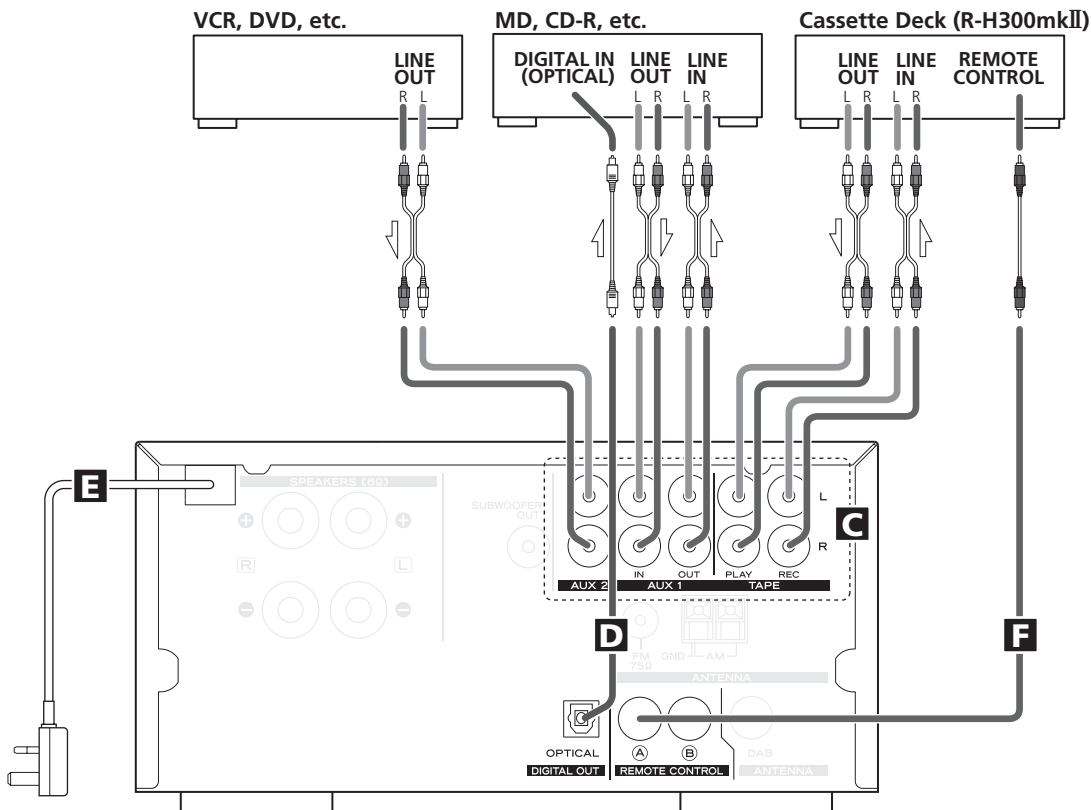 VCR, DVD, etc.
LINE OUT
R L
MD, CD-R, etc.
DIGITAL IN (OPTICAL)
LINE OUT
LINE IN
L R L R
Cassette Deck (R-H300mkⅡ)
LINE OUT
LINE IN
REMOTE CONTROL
L R L R
E
SPEAKERS (6Ω)
R
L
SUBWOOFER OUT
L
R
C
IN OUT PLAY REC
AUX 2 AUX 1 TAPE
D
FM 75Ω
GND AM
ANTENNA
F
OPTICAL
DIGITAL OUT
A B
REMOTE CONTROL
DAB
ANTENNA